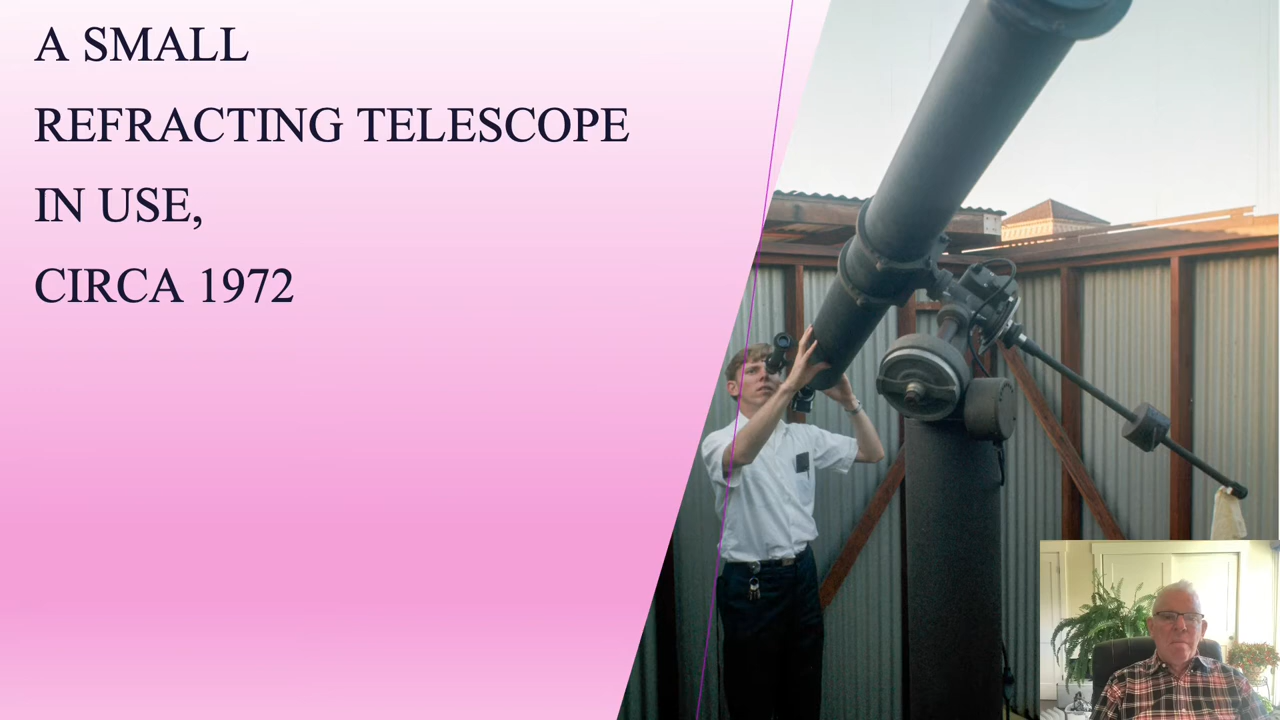 A SMALL
REFRACTING TELESCOPE
IN USE,
CIRCA 1972